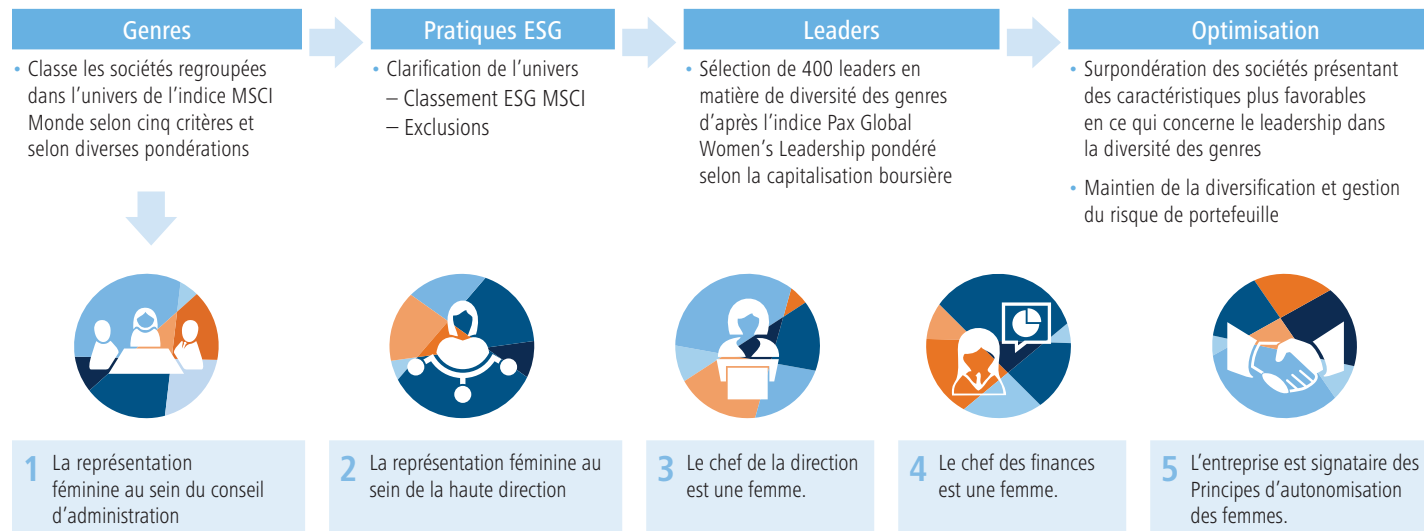 Genres
• Classe les sociétés regroupées
dans l’univers de l’indice MSCI
Monde selon cinq critères et
selon diverses pondérations
Pratiques ESG
• Clarification de l’univers
– Classement ESG MSCI
– Exclusions
Leaders
• Sélection de 400 leaders en
matière de diversité des genres
d’après l’indice Pax Global
Women’s Leadership pondéré
selon la capitalisation boursière
Optimisation
• Surpondération des sociétés présentant
des caractéristiques plus favorables
en ce qui concerne le leadership dans
la diversité des genres
• Maintien de la diversification et gestion
du risque de portefeuille
1 La représentation
féminine au sein du conseil
d’administration
2 La représentation féminine au
sein de la haute direction
3 Le chef de la direction
est une femme.
4 Le chef des finances
est une femme.
5 L’entreprise est signataire des
Principes d’autonomisation
des femmes.